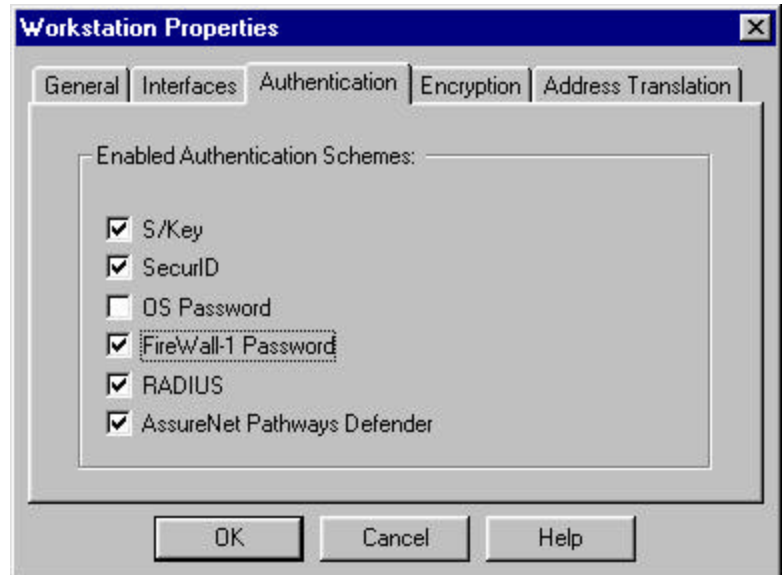 Workstation Properties
General Interfaces Authentication Encryption Address Translation
Enabled Authentication Schemes:
S/Key
SecurID
OS Password
FireWall-1 Password
RADIUS
AssureNet Pathways Defender
OK Cancel Help